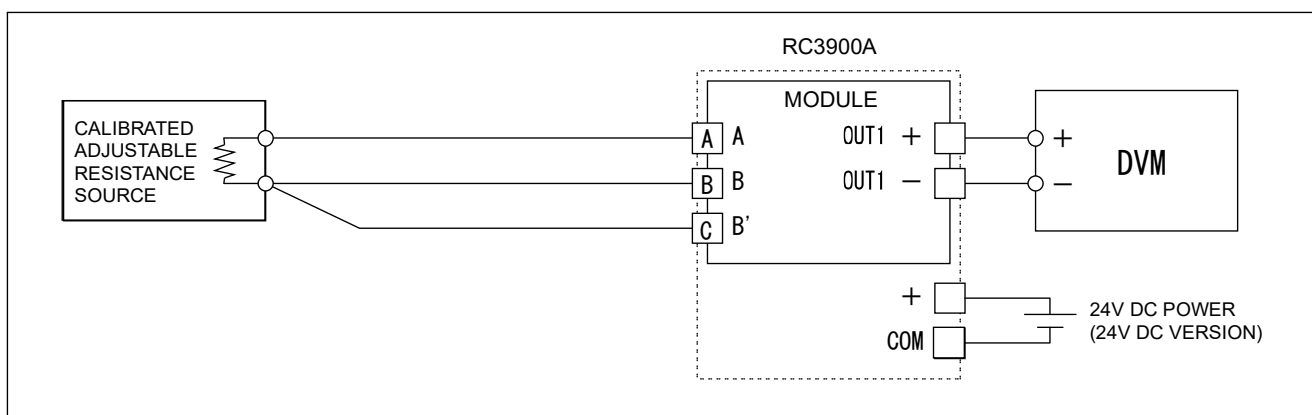 RC3900A
MODULE
CALIBRATED
ADJUSTABLE
RESISTANCE
SOURCE
A A OUT1 + +
B B OUT1 − −
C B'
DVM
+
COM
24V DC POWER
(24V DC VERSION)